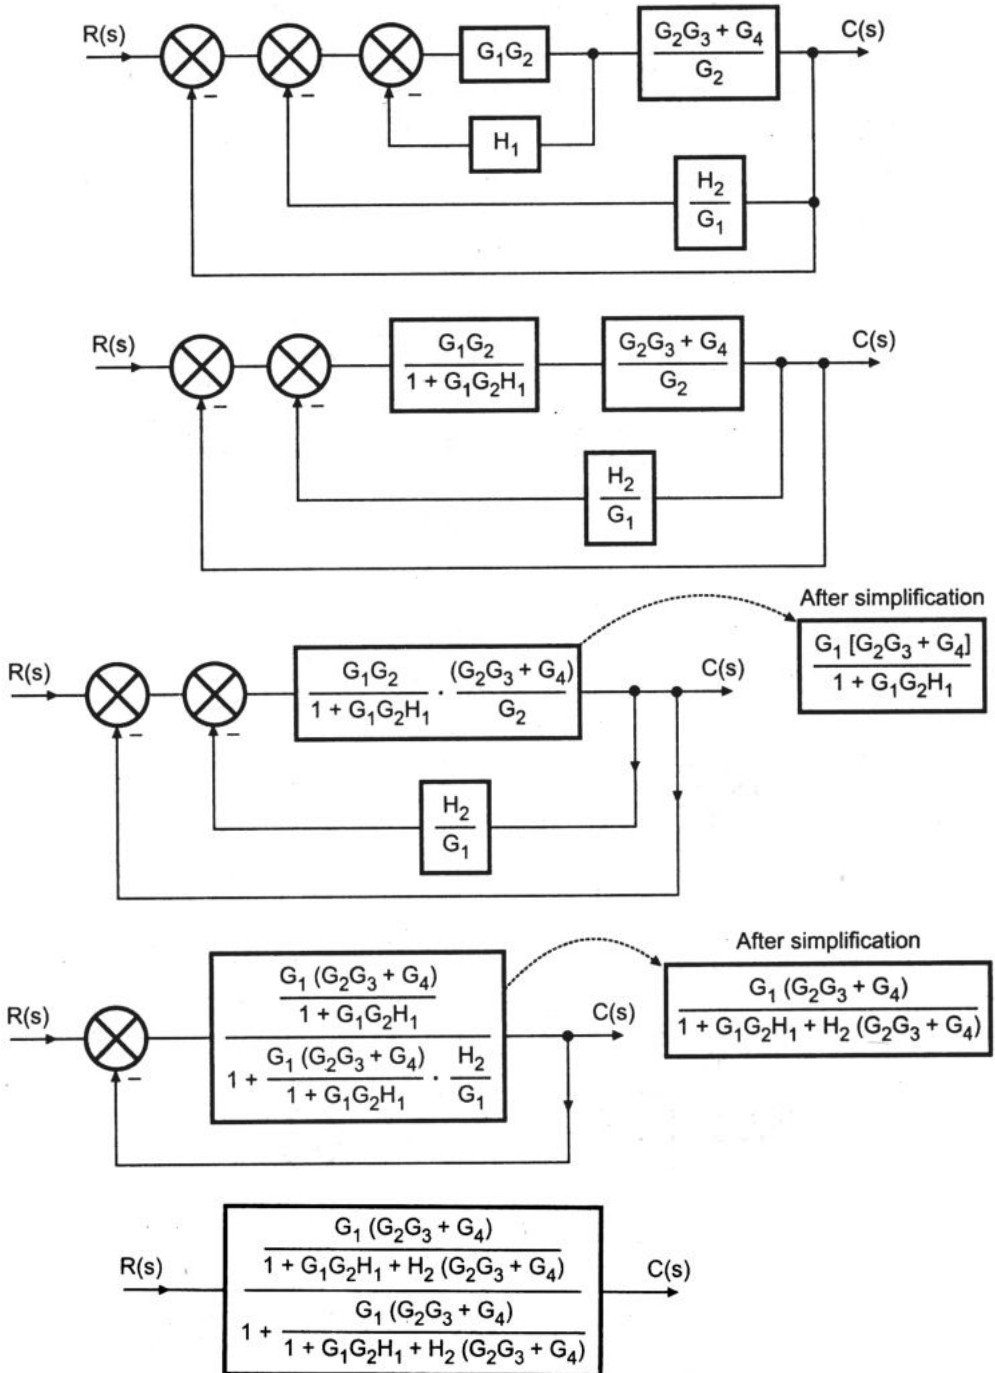 R(s) G₁G₂ G₂G₃ + G₄ C(s)
G₂
– – –
H₁
H₂
G₁
R(s) G₁G₂ G₂G₃ + G₄ C(s)
1 + G₁G₂H₁ G₂
– –
H₂
G₁
After simplification
R(s) G₁G₂ · (G₂G₃ + G₄) C(s) G₁ [G₂G₃ + G₄]
1 + G₁G₂H₁ G₂ 1 + G₁G₂H₁
– –
H₂
G₁
After simplification
G₁ (G₂G₃ + G₄)
1 + G₁G₂H₁
R(s) C(s) G₁ (G₂G₃ + G₄)
1 + G₁G₂H₁ + H₂ (G₂G₃ + G₄)
–
1 + G₁ (G₂G₃ + G₄) · H₂
1 + G₁G₂H₁ G₁
G₁ (G₂G₃ + G₄)
1 + G₁G₂H₁ + H₂ (G₂G₃ + G₄)
R(s) C(s)
1 + G₁ (G₂G₃ + G₄)
1 + G₁G₂H₁ + H₂ (G₂G₃ + G₄)